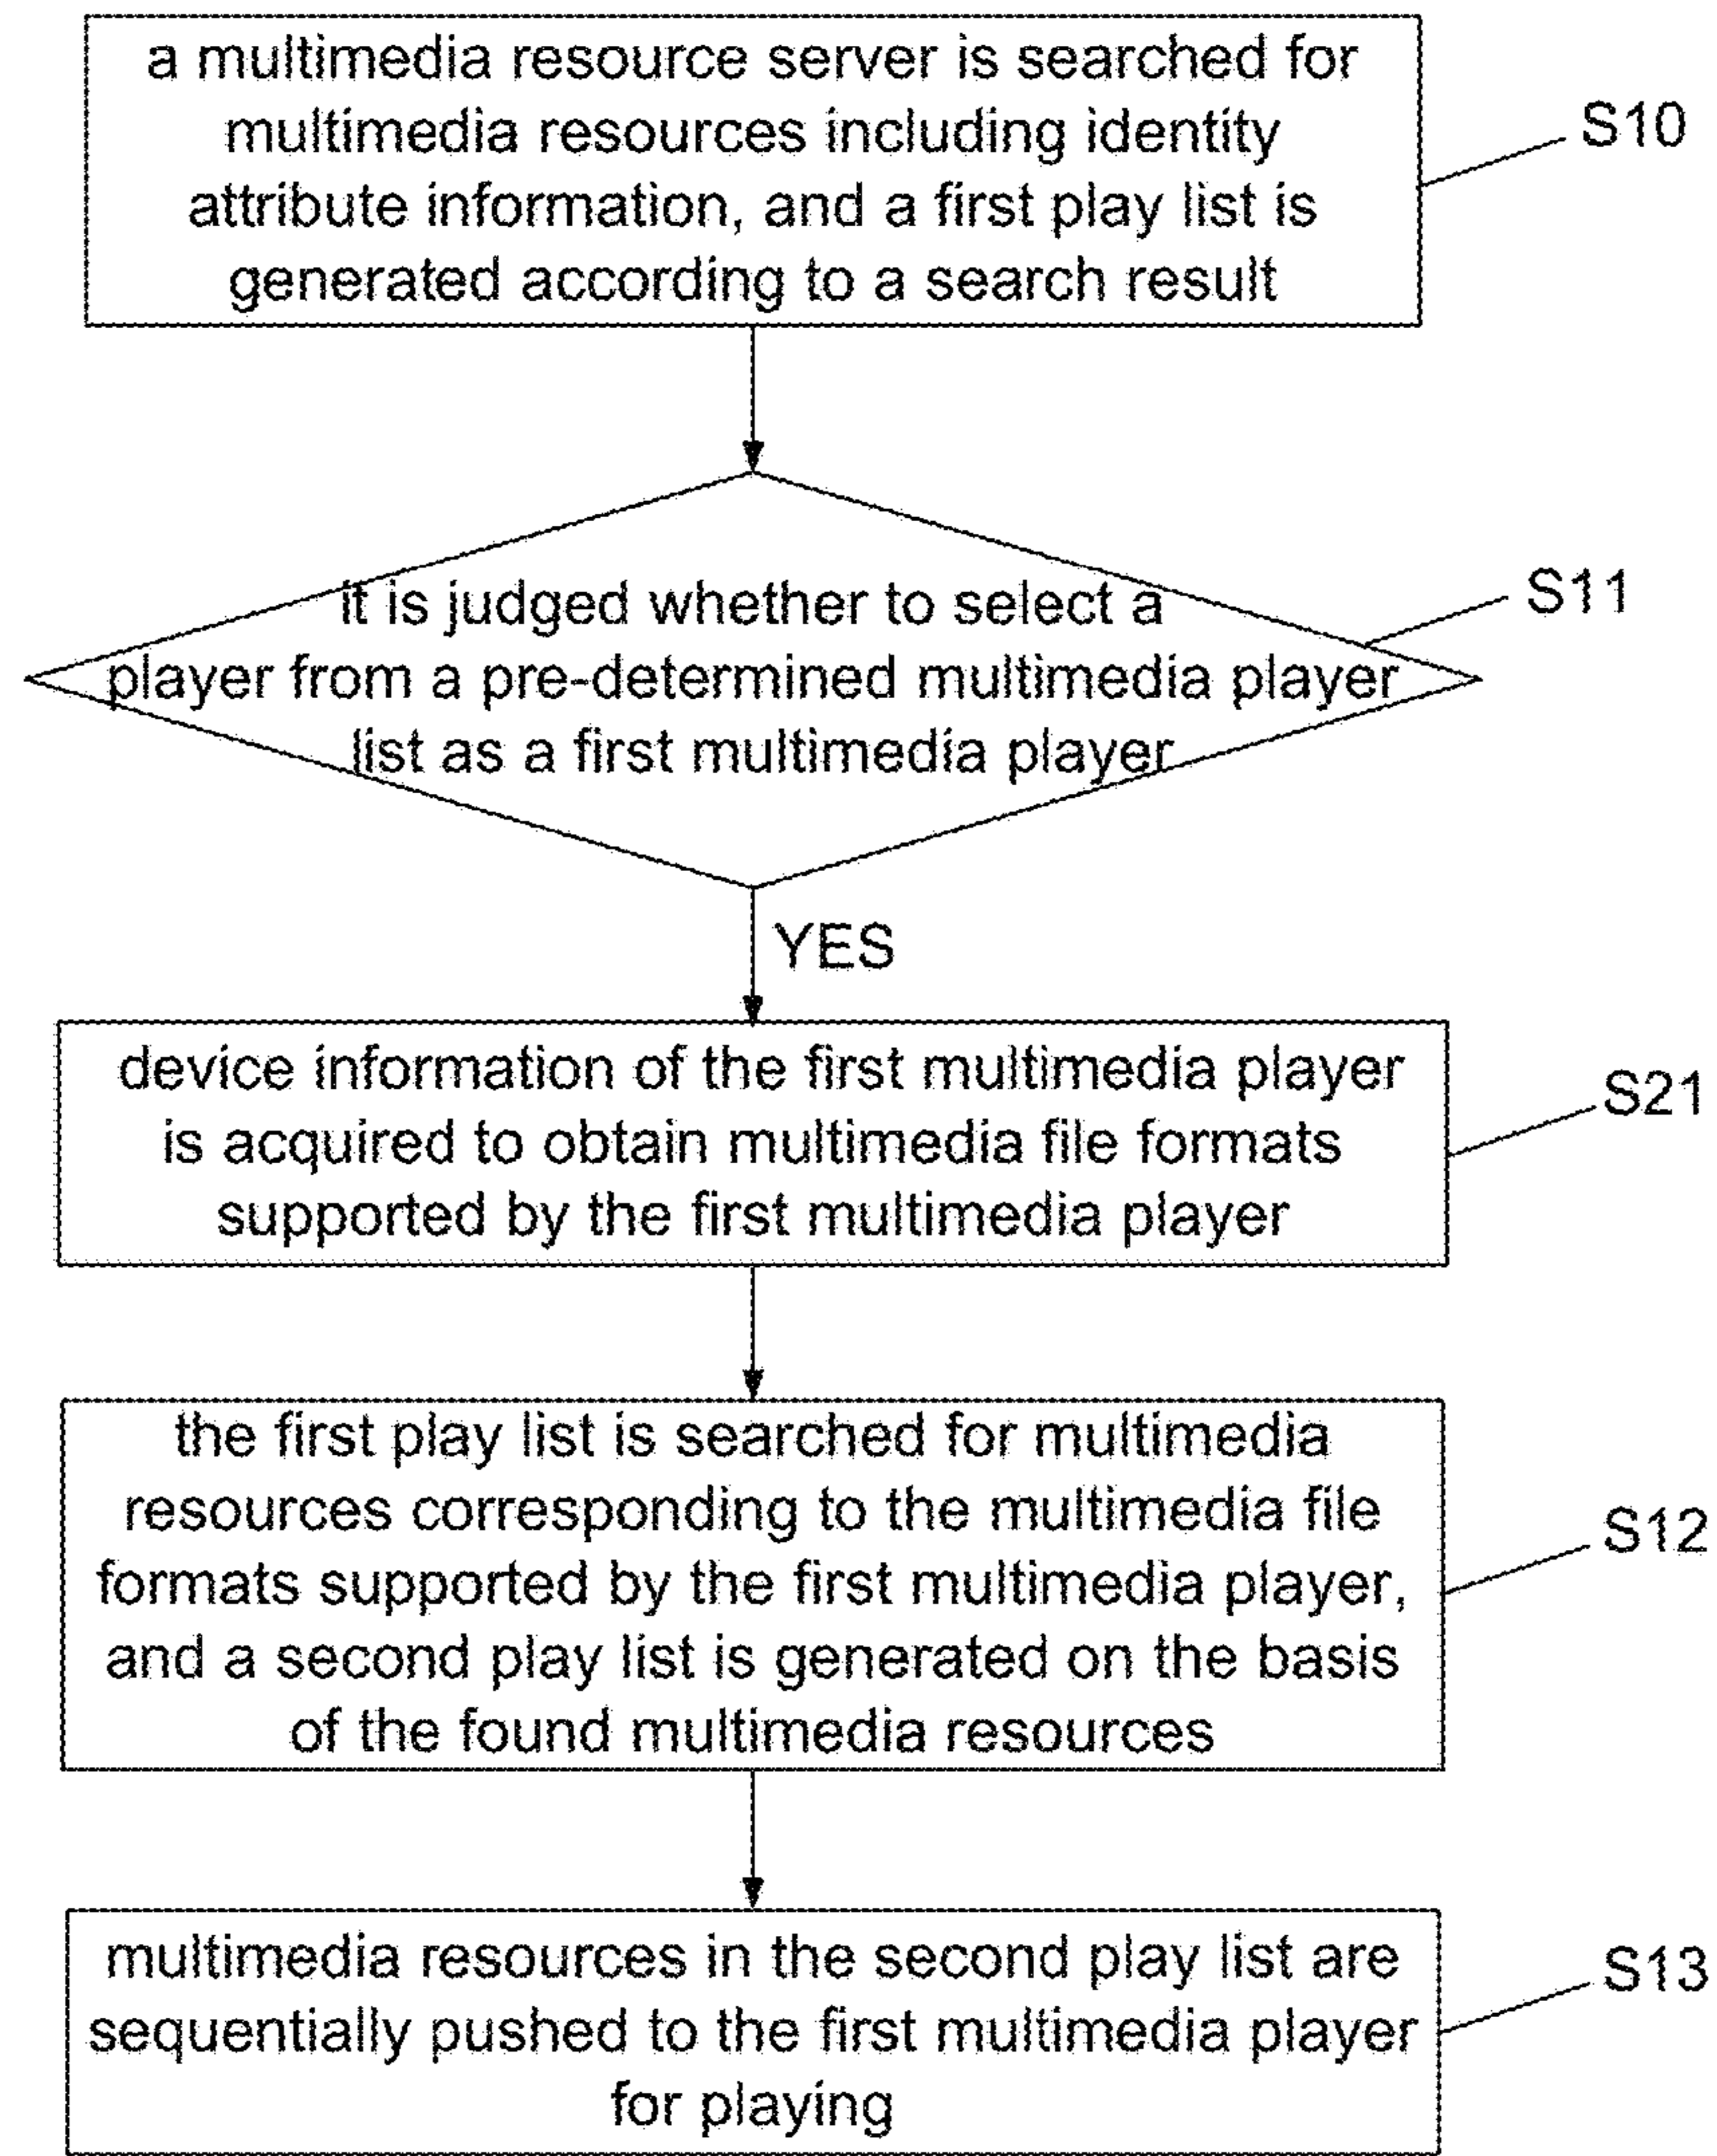 a multimedia resource server is searched for
multimedia resources including identity
attribute information, and a first play list is
generated according to a search result
S10
it is judged whether to select a
player from a pre-determined multimedia player
list as a first multimedia player
S11
YES
device information of the first multimedia player
is acquired to obtain multimedia file formats
supported by the first multimedia player
S21
the first play list is searched for multimedia
resources corresponding to the multimedia file
formats supported by the first multimedia player,
and a second play list is generated on the basis
of the found multimedia resources
S12
multimedia resources in the second play list are
sequentially pushed to the first multimedia player
for playing
S13